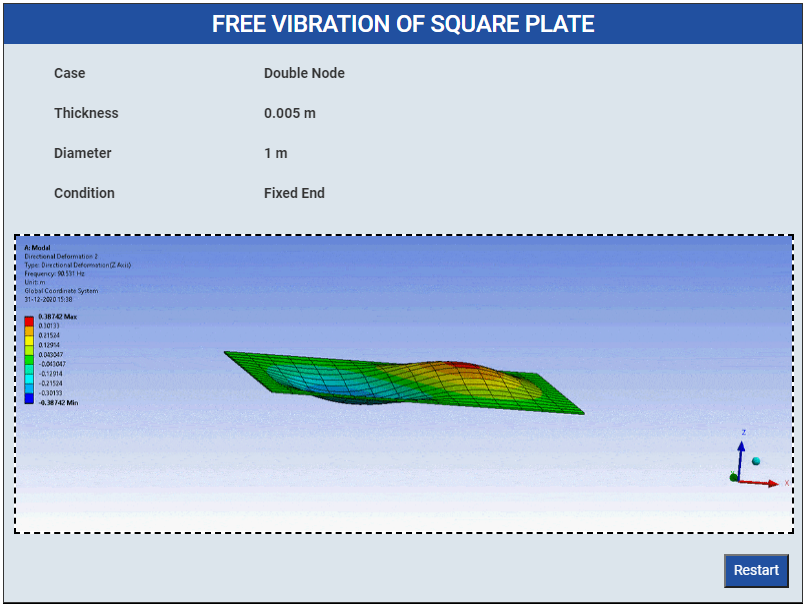 FREE VIBRATION OF SQUARE PLATE
Case Double Node
Thickness 0.005 m
Diameter 1 m
Condition Fixed End
A: Modal
Directional Deformation 2
Type: Directional Deformation(Z Axis)
Frequency: 90.531 Hz
Unit: m
Global Coordinate System
31-12-2020 15:38
0.38742 Max
0.30133
0.21524
0.12914
0.043047
-0.043047
-0.12914
-0.21524
-0.30133
-0.38742 Min
Z
X
Restart